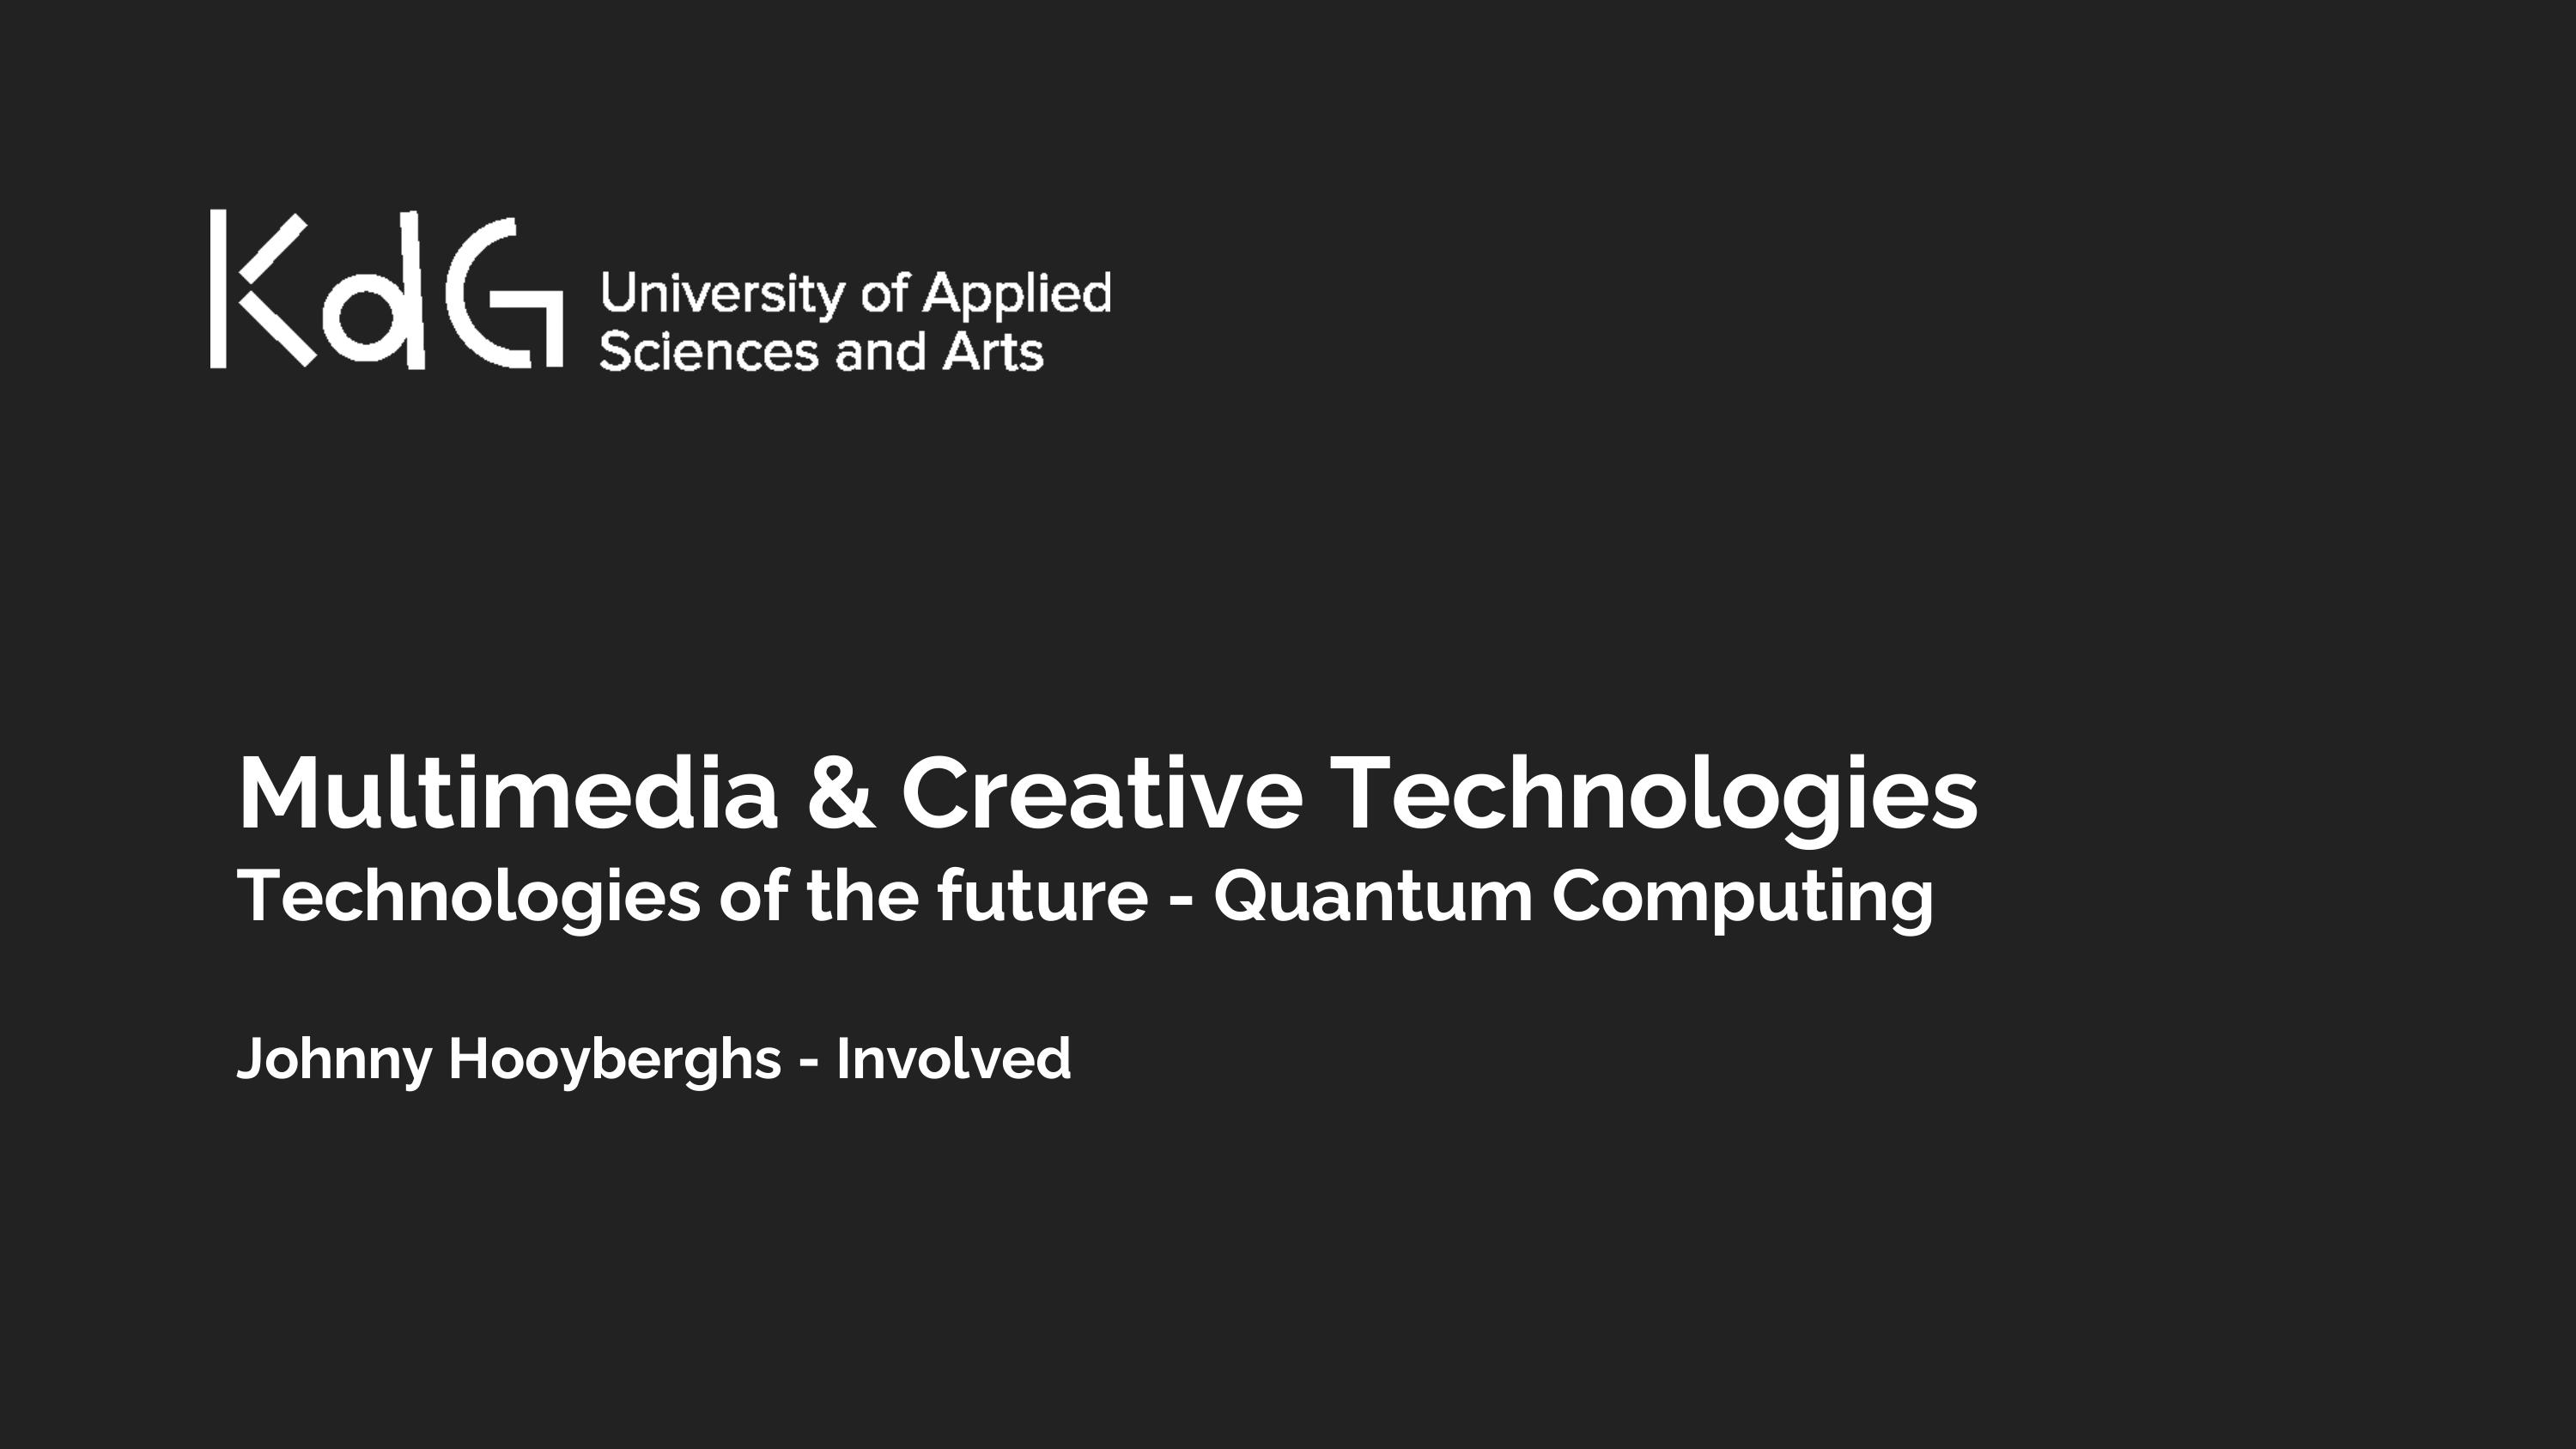 KdG University of Applied
Sciences and Arts
Multimedia & Creative Technologies
Technologies of the future - Quantum Computing
Johnny Hooyberghs - Involved